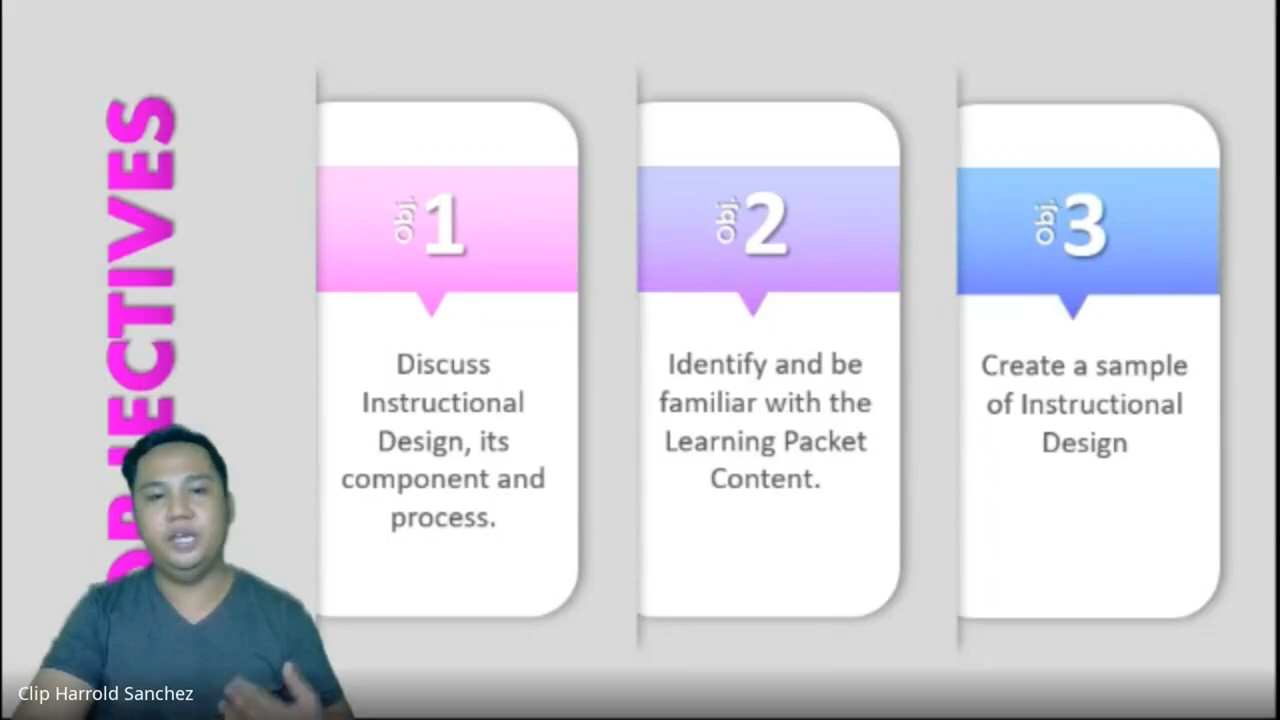 OBJECTIVES
Obj. 1
Discuss
Instructional
Design, its
component and
process.
Obj. 2
Identify and be
familiar with the
Learning Packet
Content.
Obj. 3
Create a sample
of Instructional
Design
Clip Harrold Sanchez